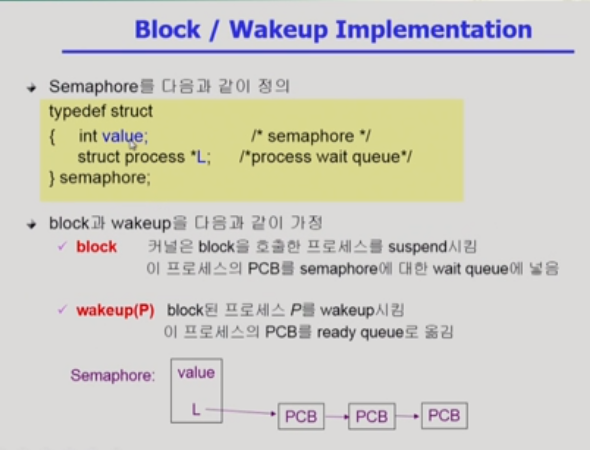 Block / Wakeup Implementation
Semaphore를 다음과 같이 정의
typedef struct
{ int value; /* semaphore */
struct process *L; /*process wait queue*/
} semaphore;
block과 wakeup을 다음과 같이 가정
block 커널은 block을 호출한 프로세스를 suspend시킴
이 프로세스의 PCB를 semaphore에 대한 wait queue에 넣음
wakeup(P) block된 프로세스 P를 wakeup시킴
이 프로세스의 PCB를 ready queue로 옮김
Semaphore: value
L PCB PCB PCB